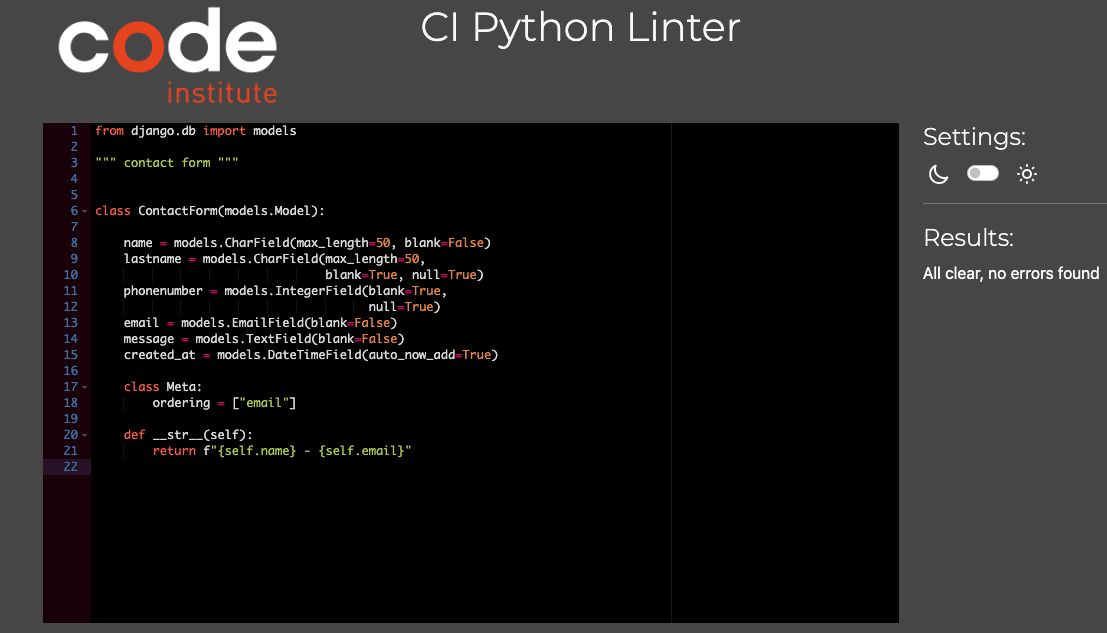 code
institute
CI Python Linter
1 from django.db import models
2
3 """ contact form """
4
5
6 class ContactForm(models.Model):
7
8     name = models.CharField(max_length=50, blank=False)
9     lastname = models.CharField(max_length=50,
10                                 blank=True, null=True)
11     phonenumber = models.IntegerField(blank=True,
12                                       null=True)
13     email = models.EmailField(blank=False)
14     message = models.TextField(blank=False)
15     created_at = models.DateTimeField(auto_now_add=True)
16
17     class Meta:
18         ordering = ["email"]
19
20     def __str__(self):
21         return f"{self.name} - {self.email}"
22
Settings:
Results:
All clear, no errors found